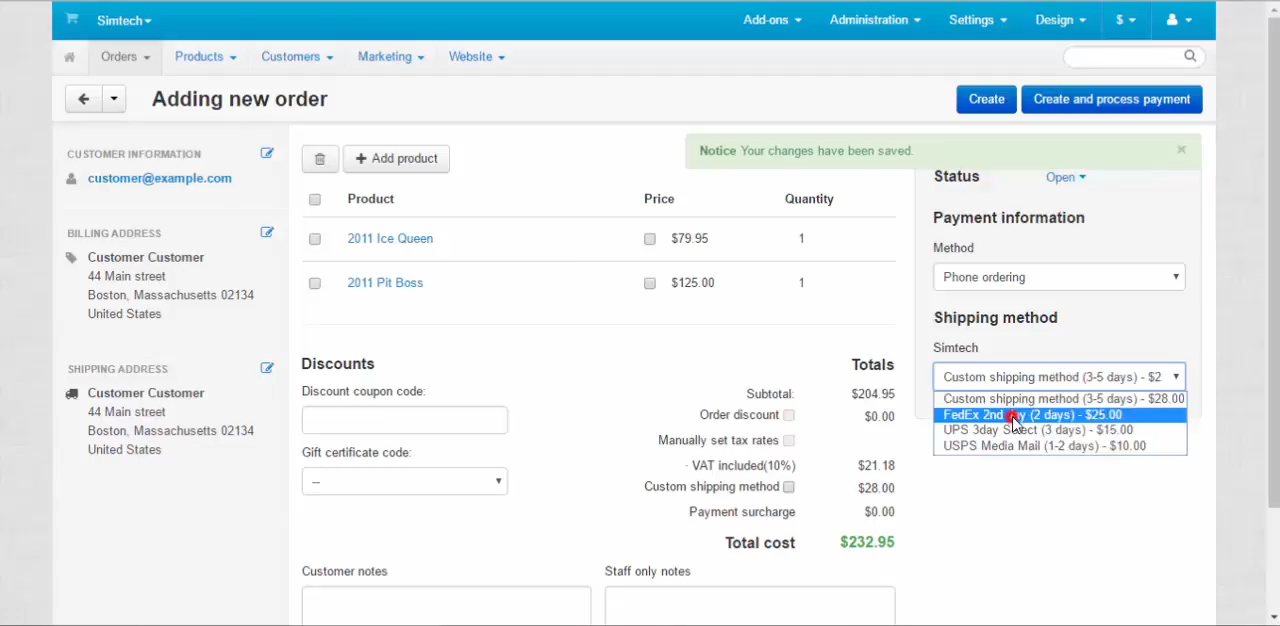 Simtech
Add-ons
Administration
Settings
Design
$
Orders
Products
Customers
Marketing
Website
Adding new order
Create
Create and process payment
CUSTOMER INFORMATION
customer@example.com
BILLING ADDRESS
Customer Customer
44 Main street
Boston, Massachusetts 02134
United States
SHIPPING ADDRESS
Customer Customer
44 Main street
Boston, Massachusetts 02134
United States
Add product
Notice Your changes have been saved.
×
Product Price Quantity
2011 Ice Queen $79.95 1
2011 Pit Boss $125.00 1
Discounts
Discount coupon code:
Gift certificate code:
--
Totals
Subtotal: $204.95
Order discount $0.00
Manually set tax rates
· VAT included(10%) $21.18
Custom shipping method $28.00
Payment surcharge $0.00
Total cost $232.95
Customer notes
Staff only notes
Status Open
Payment information
Method
Phone ordering
Shipping method
Simtech
Custom shipping method (3-5 days) - $2
Custom shipping method (3-5 days) - $28.00
FedEx 2nd day (2 days) - $25.00
UPS 3day Select (3 days) - $15.00
USPS Media Mail (1-2 days) - $10.00